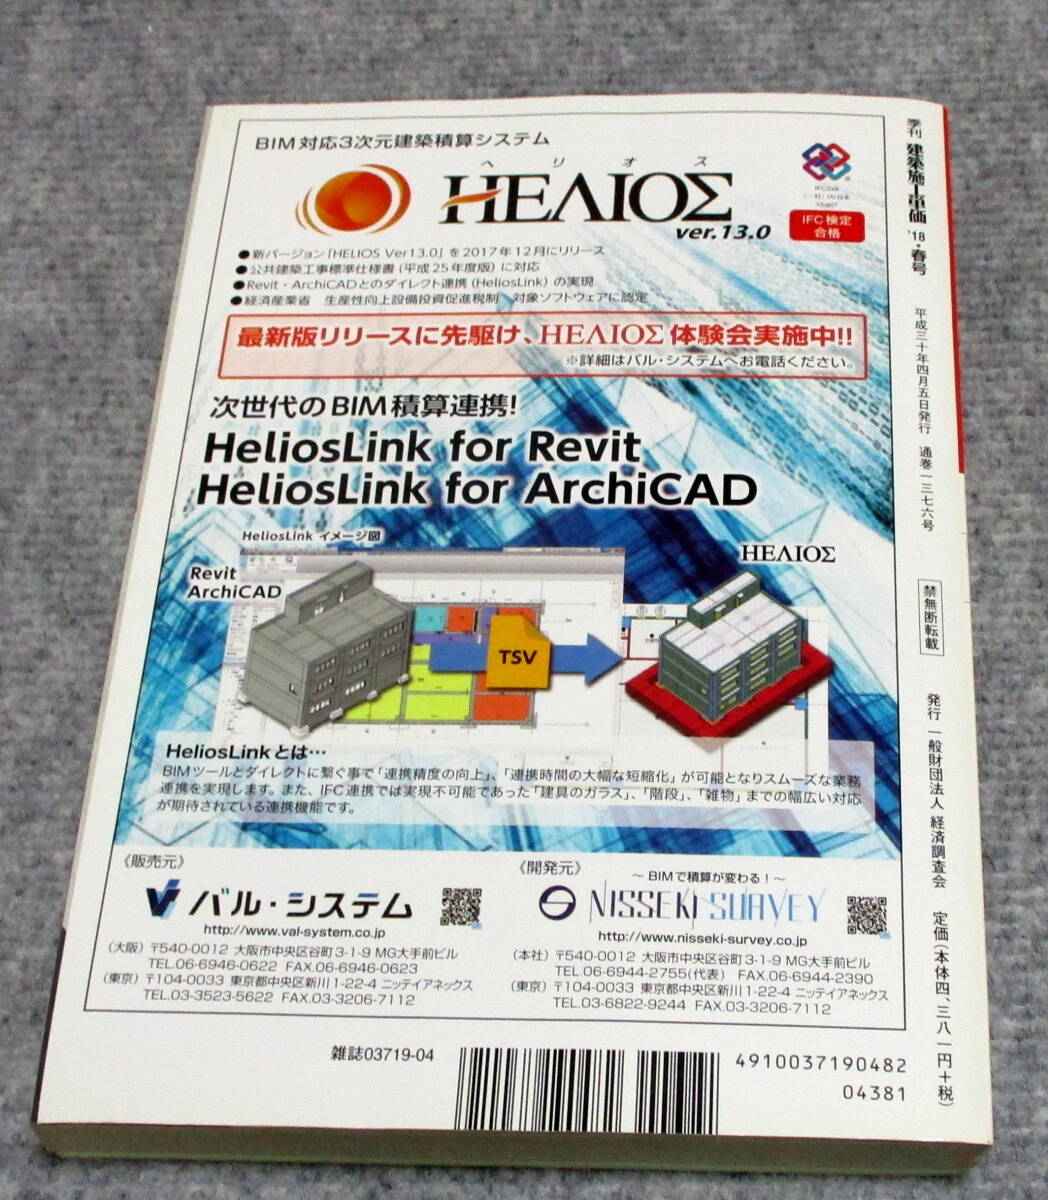 BIM対応3次元建築積算システム
ヘリオス
HEΛIOΣ
ver.13.0
IFC検定
合格
●新バージョン「HELIOS Ver13.0」を2017年12月にリリース
●公共建築工事標準仕様書(平成25年度版)に対応
●Revit・ArchiCADとのダイレクト連携(HeliosLink)の実現
●経済産業省 生産性向上設備投資促進税制 対象ソフトウェアに認定
最新版リリースに先駆け、HEΛIOΣ体験会実施中!!
※詳細はバル・システムへお電話ください。
次世代のBIM積算連携!
HeliosLink for Revit
HeliosLink for ArchiCAD
HeliosLink イメージ図
Revit
ArchiCAD
TSV
HEΛIOΣ
HeliosLinkとは…
BIMツールとダイレクトに繋ぐ事で「連携精度の向上」、「連携時間の大幅な短縮化」が可能となりスムーズな業務
連携を実現します。また、IFC連携では実現不可能であった「建具のガラス」、「階段」、「雑物」までの幅広い対応
が期待されている連携機能です。
《販売元》
バル・システム
http://www.val-system.co.jp
(大阪)〒540-0012 大阪市中央区谷町3-1-9 MG大手前ビル
TEL.06-6946-0622 FAX.06-6946-0623
(東京)〒104-0033 東京都中央区新川1-22-4 ニッテイアネックス
TEL.03-3523-5622 FAX.03-3206-7112
《開発元》
～BIMで積算が変わる!～
NISSEKI SURVEY
http://www.nisseki-survey.co.jp
(本社)〒540-0012 大阪市中央区谷町3-1-9 MG大手前ビル
TEL.06-6944-2755(代表) FAX.06-6944-2390
(東京)〒104-0033 東京都中央区新川1-22-4 ニッテイアネックス
TEL.03-6822-9244 FAX.03-3206-7112
雑誌03719-04
4910037190482
04381
季刊 建築施工単価 '18・春号
平成三十年四月五日発行 通巻一三七六号
禁無断転載
発行 一般財団法人 経済調査会
定価(本体四、三八一円+税)